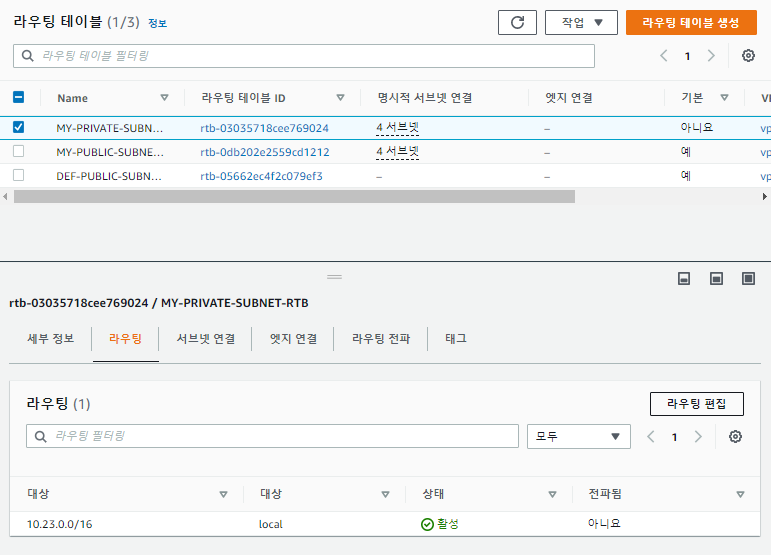 라우팅 테이블 (1/3) 정보
작업
라우팅 테이블 생성
라우팅 테이블 필터링
1
Name 라우팅 테이블 ID 명시적 서브넷 연결 엣지 연결 기본 VP
MY-PRIVATE-SUBN... rtb-03035718cee769024 4 서브넷 – 아니요 vp
MY-PUBLIC-SUBNE... rtb-0db202e2559cd1212 4 서브넷 – 예 vp
DEF-PUBLIC-SUBN... rtb-05662ec4f2c079ef3 – – 예 vp
rtb-03035718cee769024 / MY-PRIVATE-SUBNET-RTB
세부 정보 라우팅 서브넷 연결 엣지 연결 라우팅 전파 태그
라우팅 (1)
라우팅 편집
라우팅 필터링
모두
1
대상 대상 상태 전파됨
10.23.0.0/16 local 활성 아니요